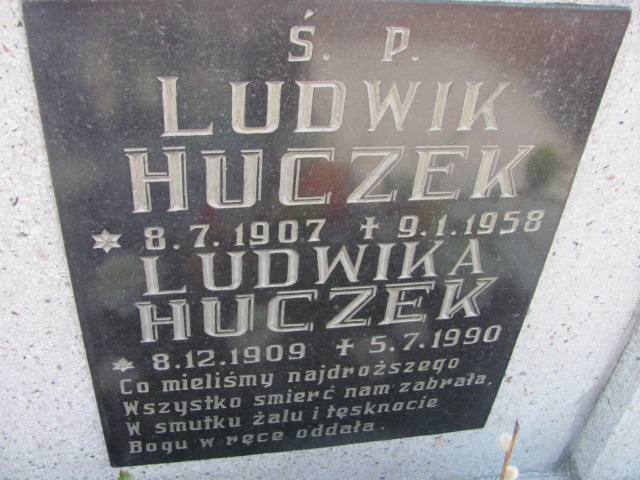 Ś. P.
LUDWIK
HUCZEK
* 8.7.1907 ✝ 9.1.1958
LUDWIKA
HUCZEK
* 8.12.1909 ✝ 5.7.1990
Co mieliśmy najdroższego
Wszystko smierć nam zabrała,
W smutku żalu i tęsknocie
Bogu w ręce oddała.